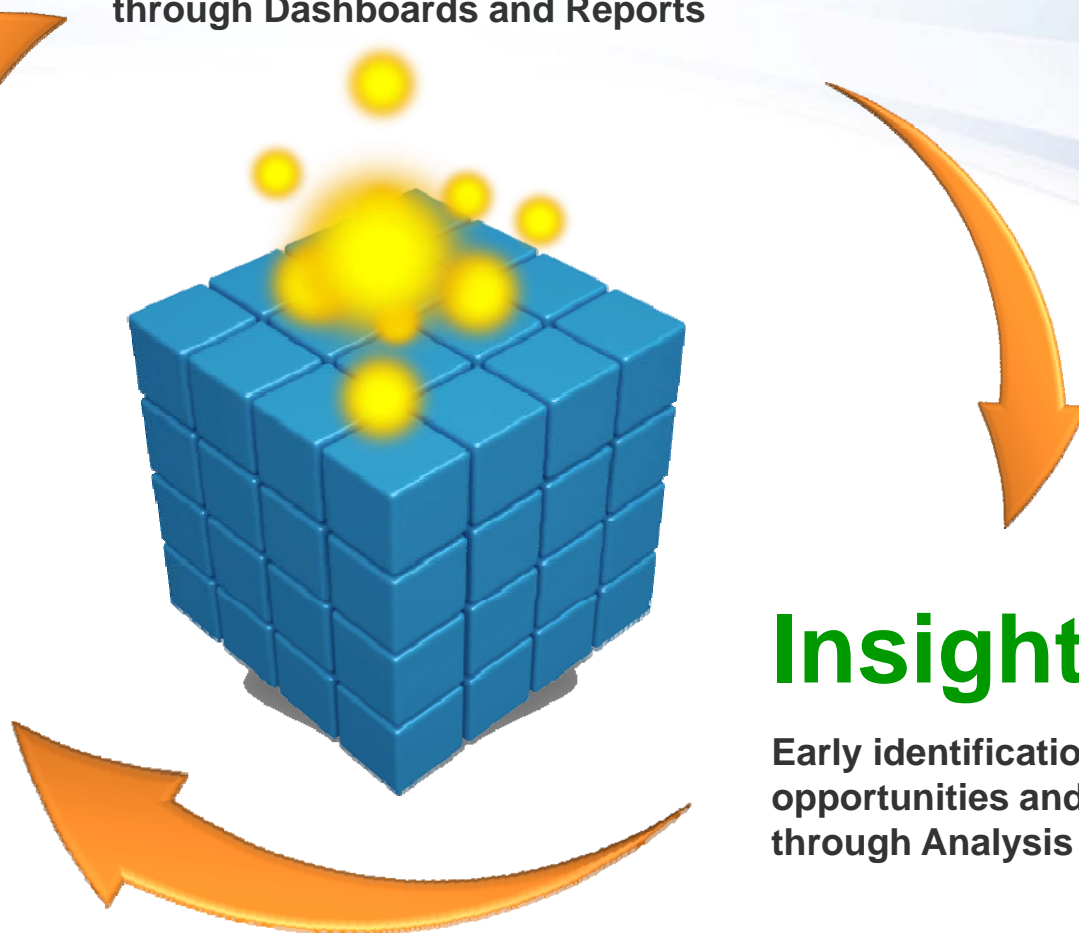 through Dashboards and Reports
Insight
Early identificatio
opportunities and
through Analysis